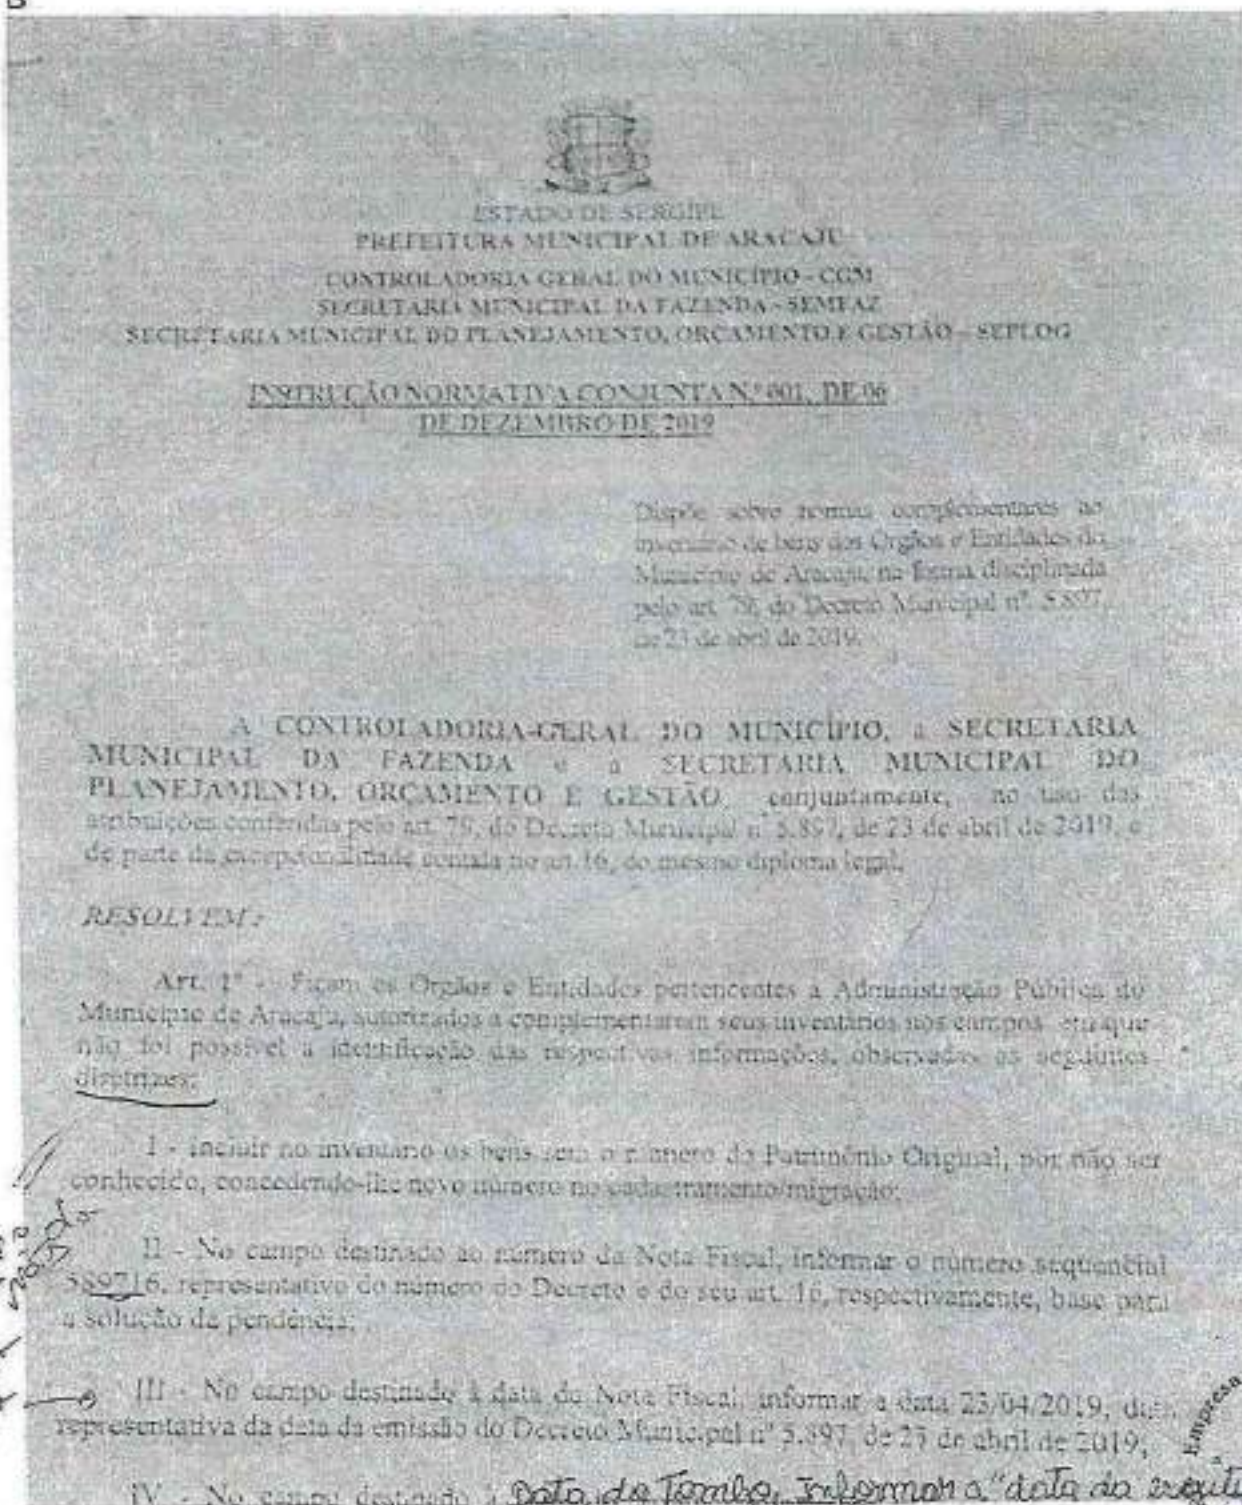 ESTADO DE SERGIPE
PREFEITURA MUNICIPAL DE ARACAJU
CONTROLADORIA GERAL DO MUNICÍPIO - CGM
SECRETARIA MUNICIPAL DA FAZENDA - SEMFAZ
SECRETARIA MUNICIPAL DO PLANEJAMENTO, ORÇAMENTO E GESTÃO - SEPLOG
INSTRUÇÃO NORMATIVA CONJUNTA N.º 001, DE 06
DE DEZEMBRO DE 2019
Dispõe sobre normas complementares ao
inventário de bens dos Órgãos e Entidades do
Município de Aracaju, na forma disciplinada
pelo art. do Decreto Municipal nº. 5.897,
de 23 de abril de 2019.
A CONTROLADORIA-GERAL DO MUNICÍPIO, a SECRETARIA
MUNICIPAL DA FAZENDA e a SECRETARIA MUNICIPAL DO
PLANEJAMENTO, ORÇAMENTO E GESTÃO, conjuntamente, no uso das
atribuições conferidas pelo art. 79, do Decreto Municipal nº 5.897, de 23 de abril de 2019, e
de parte da excepcionalidade contida no art.16, do mesmo diploma legal,
RESOLVEM:
Art. 1º - Ficam os Órgãos e Entidades pertencentes a Administração Pública do
Município de Aracaju, autorizados a complementarem seus inventários nos campos em que
não foi possível a identificação das respectivas informações, observadas as seguintes
diretrizes:
I - Incluir no inventário os bens sem o número do Patrimônio Original, por não ser
conhecido, concedendo-lhe novo número no cadastramento/migração;
II - No campo destinado ao número da Nota Fiscal, informar o número sequencial
589716, representativo do número do Decreto e do seu art. 16, respectivamente, base para
a solução da pendência;
III - No campo destinado à data da Nota Fiscal, informar a data 23/04/2019, data
representativa da data da emissão do Decreto Municipal nº 5.897, de 23 de abril de 2019;
Empresa
IV - No campo destinado à Data do Tombo, Informar a "data da